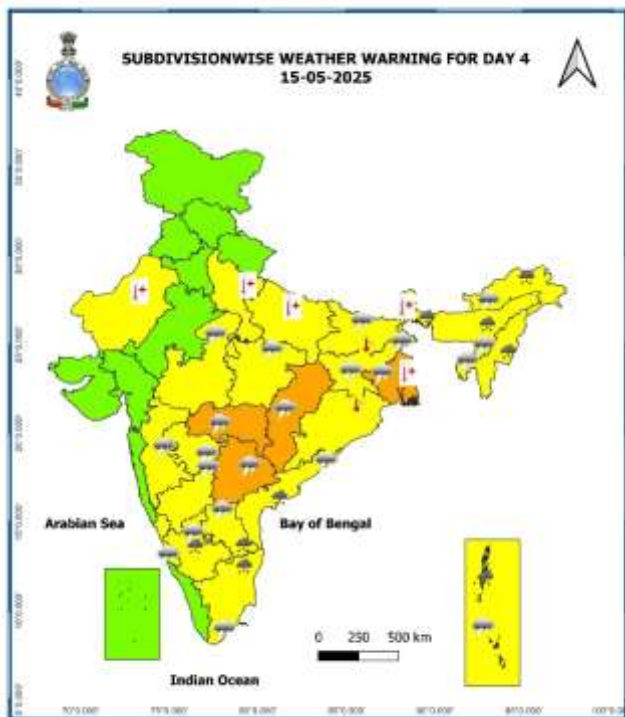 SUBDIVISIONWISE WEATHER WARNING FOR DAY 4
15-05-2025
Arabian Sea
Bay of Bengal
0 250 500 km
Indian Ocean